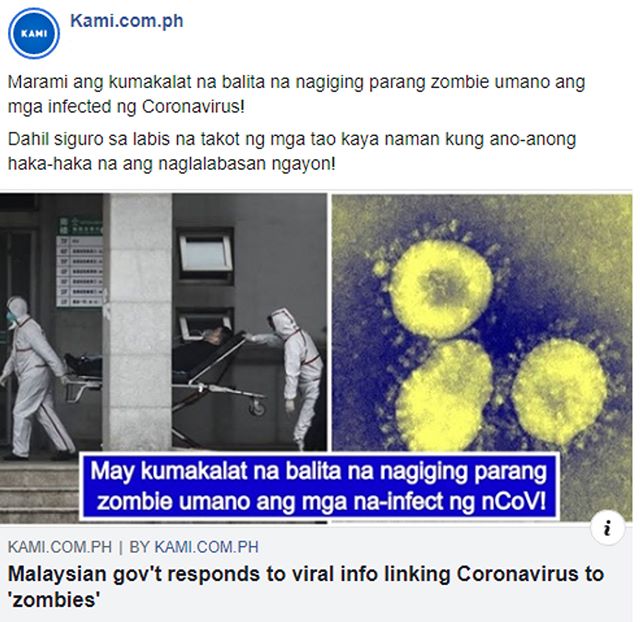 KAMI
Kami.com.ph
Marami ang kumakalat na balita na nagiging parang zombie umano ang
mga infected ng Coronavirus!
Dahil siguro sa labis na takot ng mga tao kaya naman kung ano-anong
haka-haka na ang naglalabasan ngayon!
May kumakalat na balita na nagiging parang
zombie umano ang mga na-infect ng nCoV!
i
KAMI.COM.PH | BY KAMI.COM.PH
Malaysian gov't responds to viral info linking Coronavirus to
'zombies'